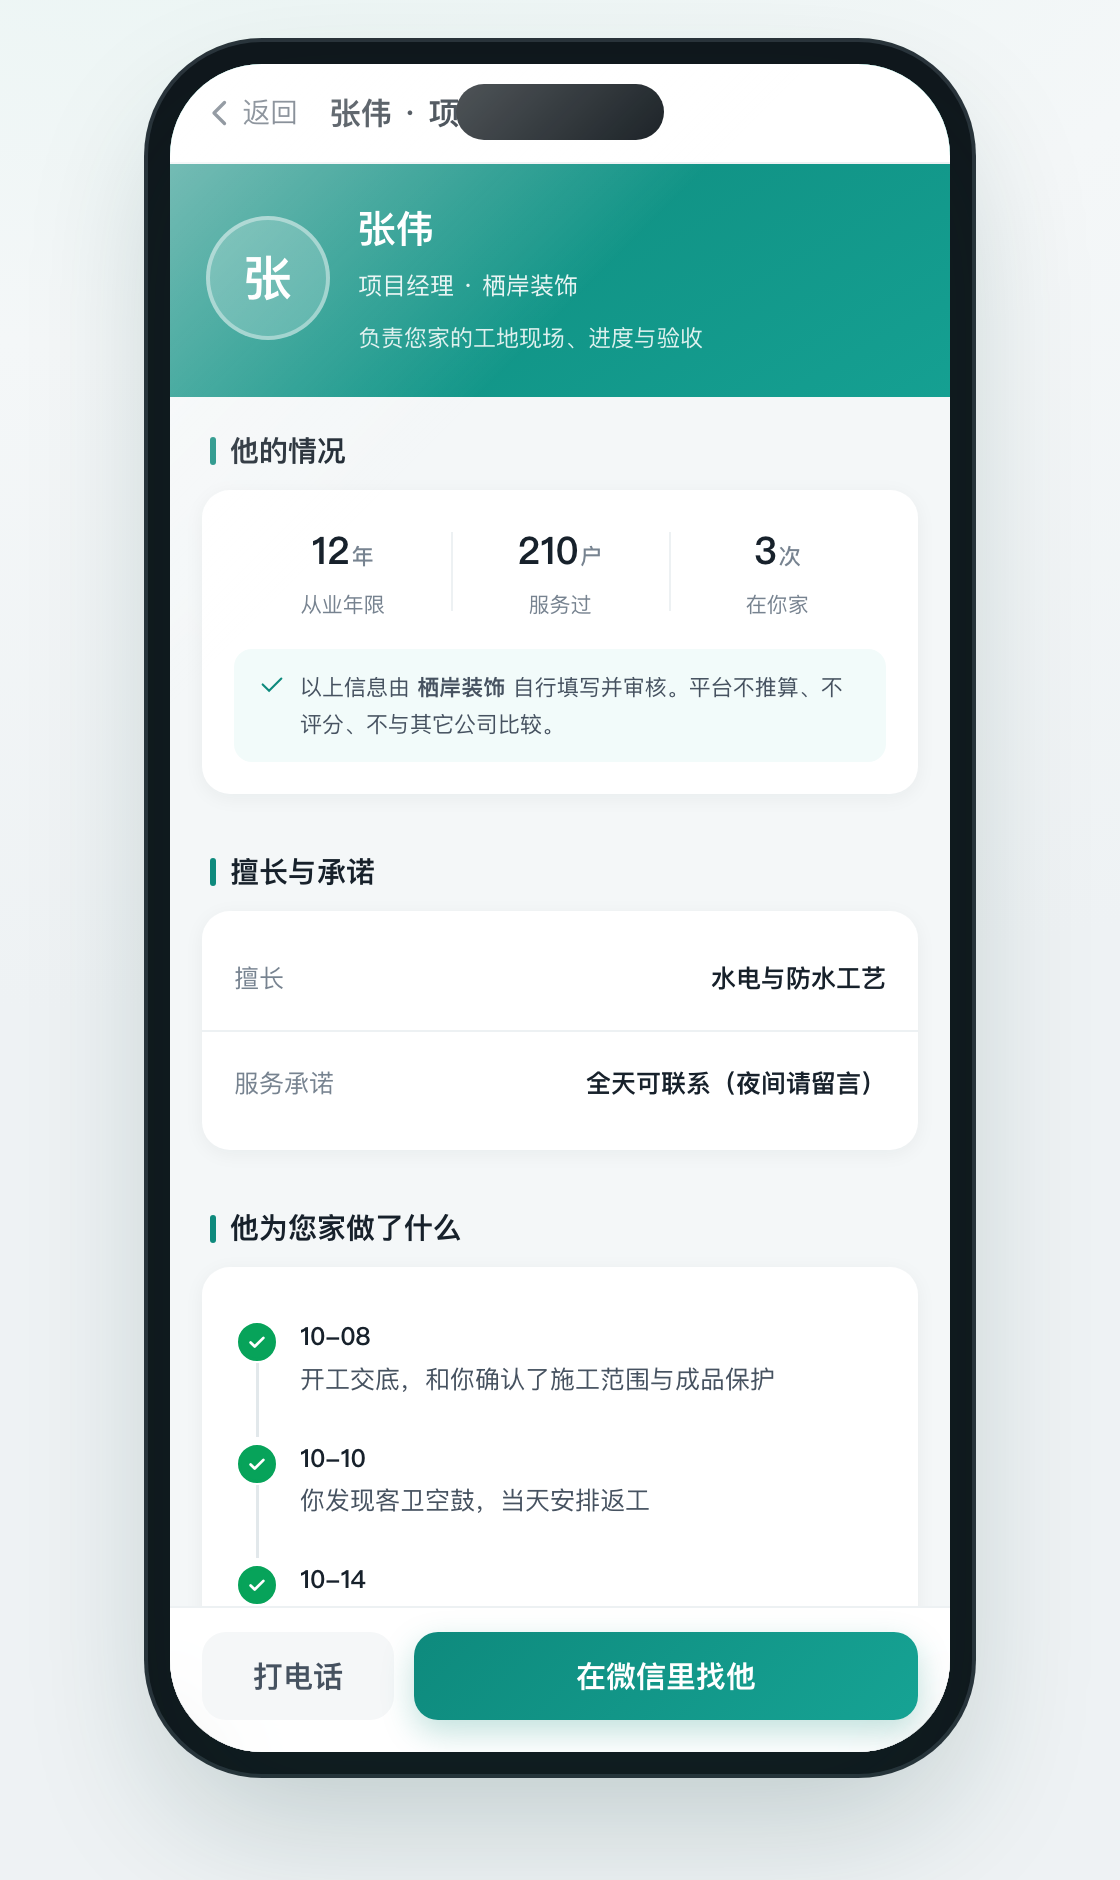 返回 张伟 · 项
张
张伟
项目经理 · 栖岸装饰
负责您家的工地现场、进度与验收
他的情况
12年 210户 3次
从业年限 服务过 在你家
以上信息由 栖岸装饰 自行填写并审核。平台不推算、不
评分、不与其它公司比较。
擅长与承诺
擅长 水电与防水工艺
服务承诺 全天可联系（夜间请留言）
他为您家做了什么
10-08
开工交底，和你确认了施工范围与成品保护
10-10
你发现客卫空鼓，当天安排返工
10-14
打电话 在微信里找他